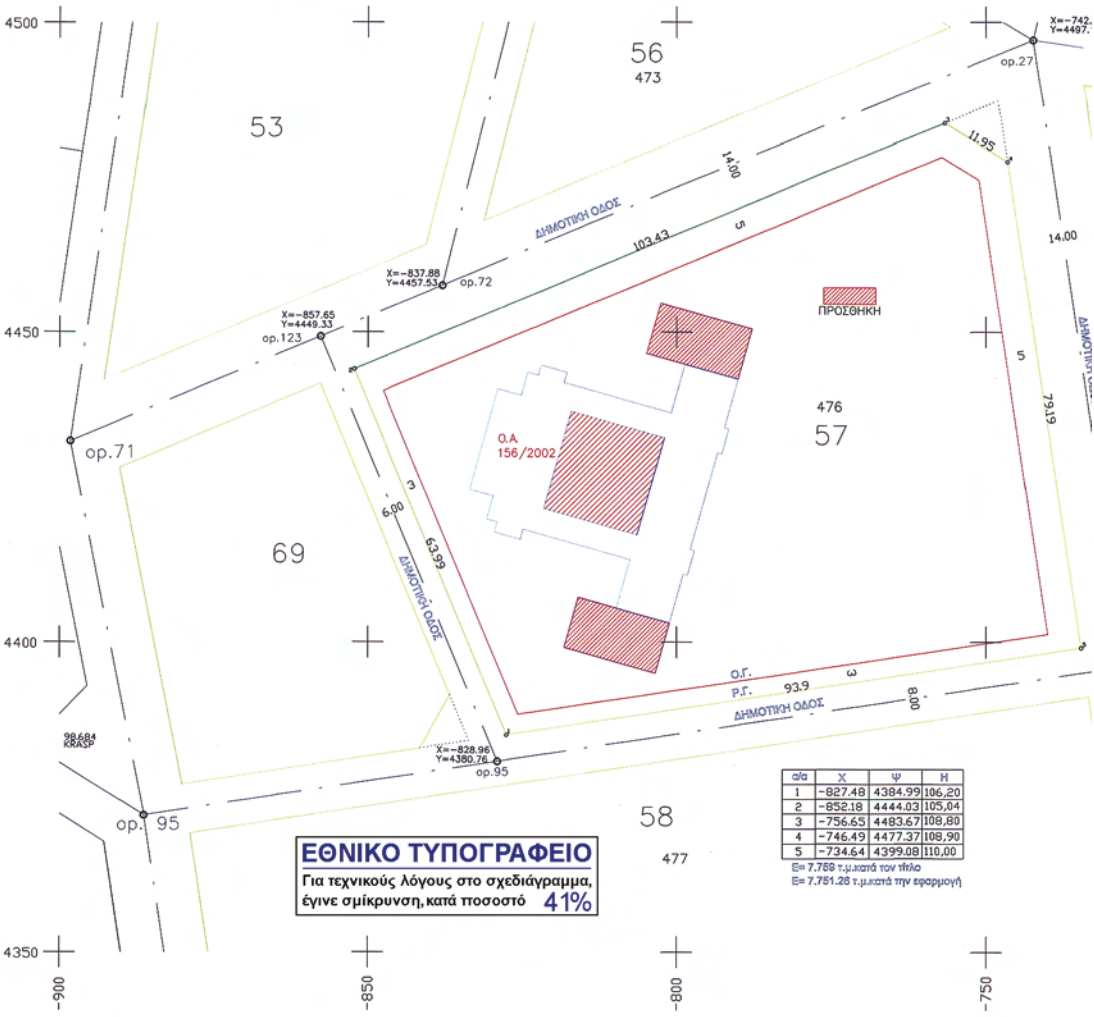 4500
X=-742.
Y=4497.
56
473
ορ.27
53
11.95
14.00
ΔΗΜΟΤΙΚΗ ΟΔΟΣ
103.43
5
14.00
X=-837.88
Y=4457.53
ορ.72
ΠΡΟΣΘΗΚΗ
X=-857.65
Y=4449.33
ορ.123
4450
5
79.19
476
57
Ο.Α
156/2002
ορ.71
3
6.00
63.99
69
ΔΗΜΟΤΙΚΗ ΟΔΟΣ
4400
Ο.Γ.
Ρ.Γ.
93.9
3
8.00
ΔΗΜΟΤΙΚΗ ΟΔΟΣ
98.684
KRASP
X=-828.96
Y=4380.76
ορ.95
ορ. 95
58
477
α/α X Ψ Η
1 -827.48 4384.99 106,20
2 -852.18 4444.03 105,04
3 -756.65 4483.67 108,80
4 -746.49 4477.37 108,90
5 -734.64 4399.08 110,00
Ε= 7.759 τ.μ.κατά τον τίτλο
Ε= 7.751.26 τ.μ.κατά την εφαρμογή
ΕΘΝΙΚΟ ΤΥΠΟΓΡΑΦΕΙΟ
Για τεχνικούς λόγους στο σχεδιάγραμμα,
έγινε σμίκρυνση, κατά ποσοστό 41%
4350
-900
-850
-800
-750